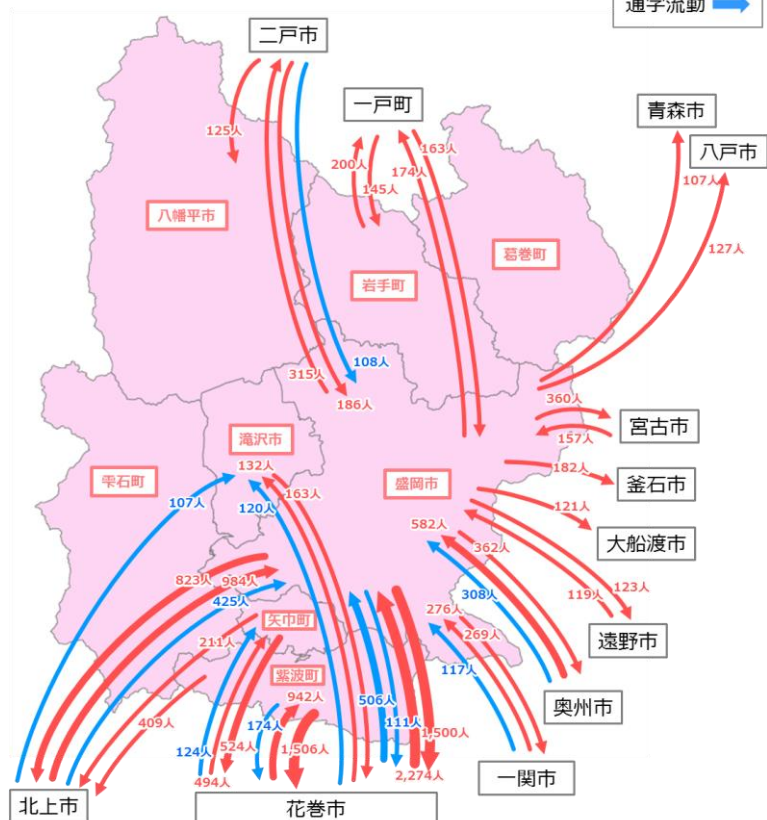 通学流動
二戸市
一戸町
青森市
八戸市
125人
163人
200人
174人
145人
107人
127人
八幡平市
葛巻町
岩手町
108人
315人
186人
360人
宮古市
157人
滝沢市
132人
182人
雫石町
163人
盛岡市
釜石市
107人
120人
121人
582人
大船渡市
362人
823人
984人
123人
119人
308人
425人
276人
211人
矢巾町
269人
遠野市
117人
紫波町
942人
506人
奥州市
409人
174人
111人
1,500人
124人
524人
1,506人
494人
2,274人
一関市
北上市
花巻市